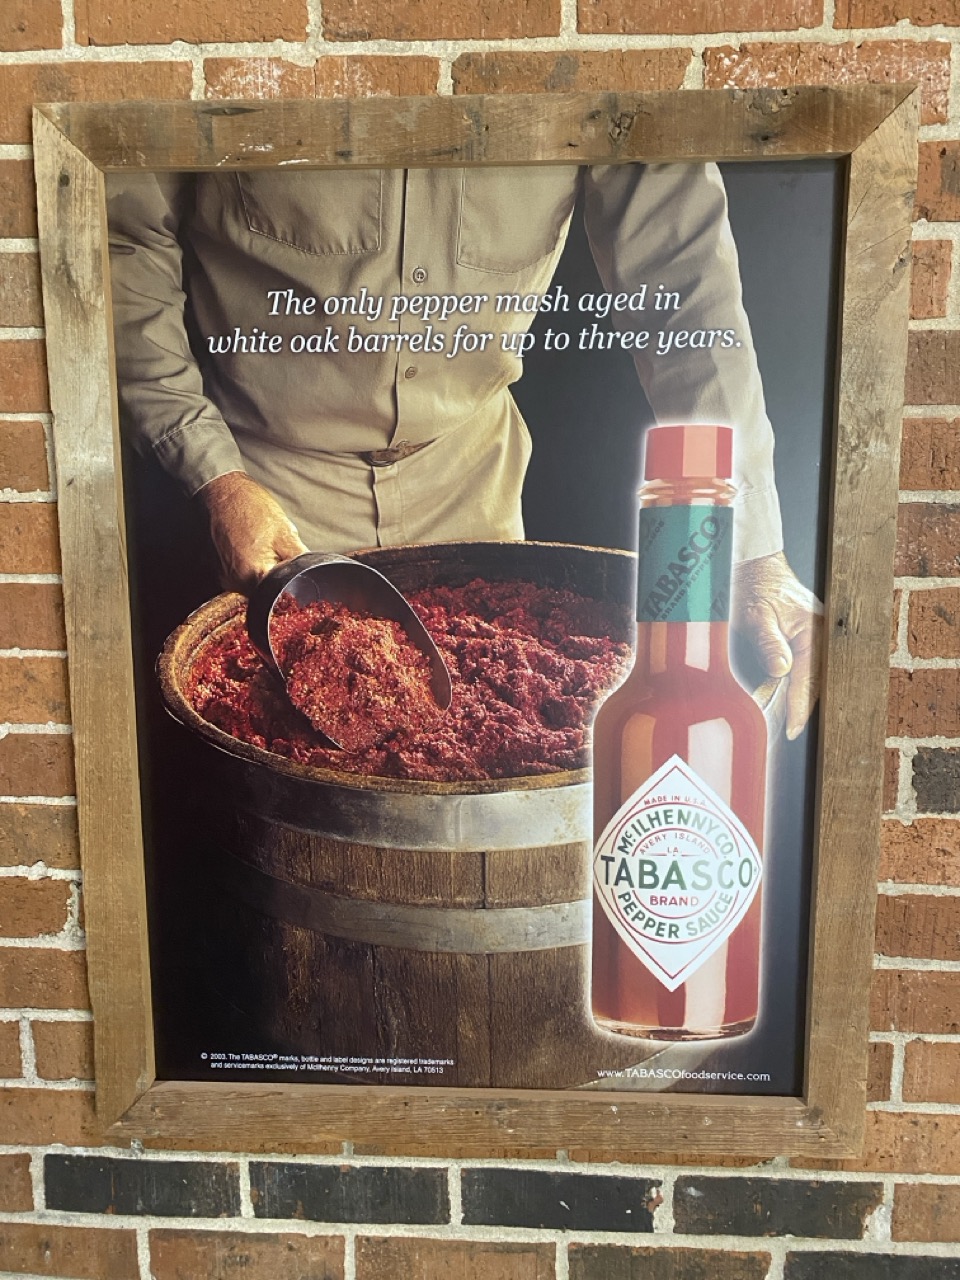 The only pepper mash aged in
white oak barrels for up to three years.
TABASCO
MADE IN U.S.A.
McILHENNY CO.
AVERY ISLAND
LA.
TABASCO®
BRAND
PEPPER SAUCE
© 2003. The TABASCO® marks, bottle and label designs are registered trademarks
and servicemarks exclusively of McIlhenny Company, Avery Island, LA 70513
www.TABASCOfoodservice.com